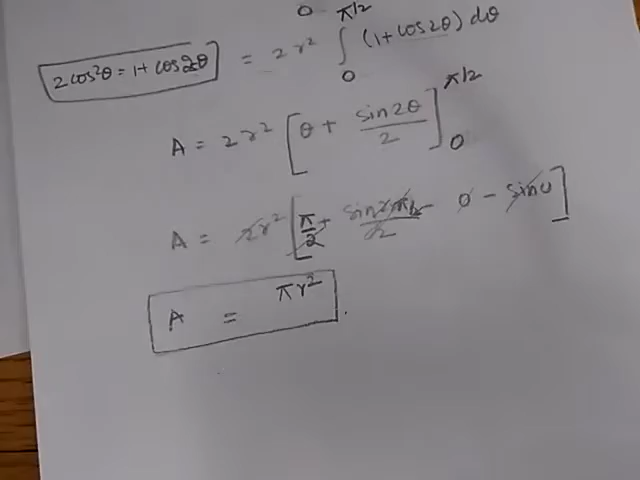 0
2cos²θ = 1 + cos2θ = 2r² ∫₀^π/2 (1 + cos2θ) dθ
A = 2r² [θ + sin2θ/2]₀^π/2
A = 2r² [π/2 + sin2π/2/2 0 - sin0]
A = πr².